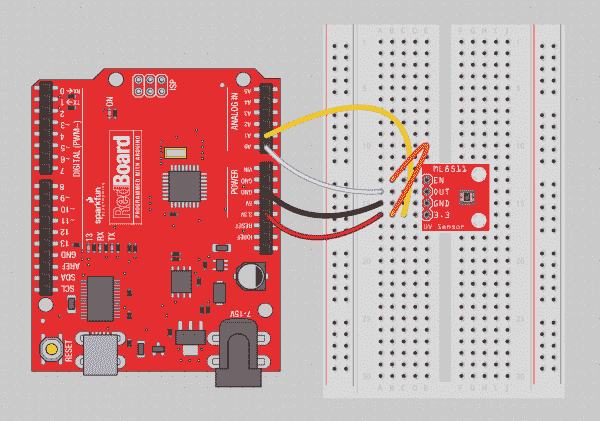 ISP
ON
ANALOG IN
A5
A4
A3
A2
A1
A0
POWER
VIN
GND
GND
5V
3.3V
RESET
IOREF
DIGITAL (PWM~)
0
RX
1
TX
2
~3
4
~5
~6
7
8
~9
~10
~11
12
13
GND
AREF
SDA
SCL
sparkfun
RedBoard
PROGRAMMED WITH ARDUINO
13
RX
TX
RESET
7-15V
ML8511
EN
OUT
GND
3.3
UV Sensor